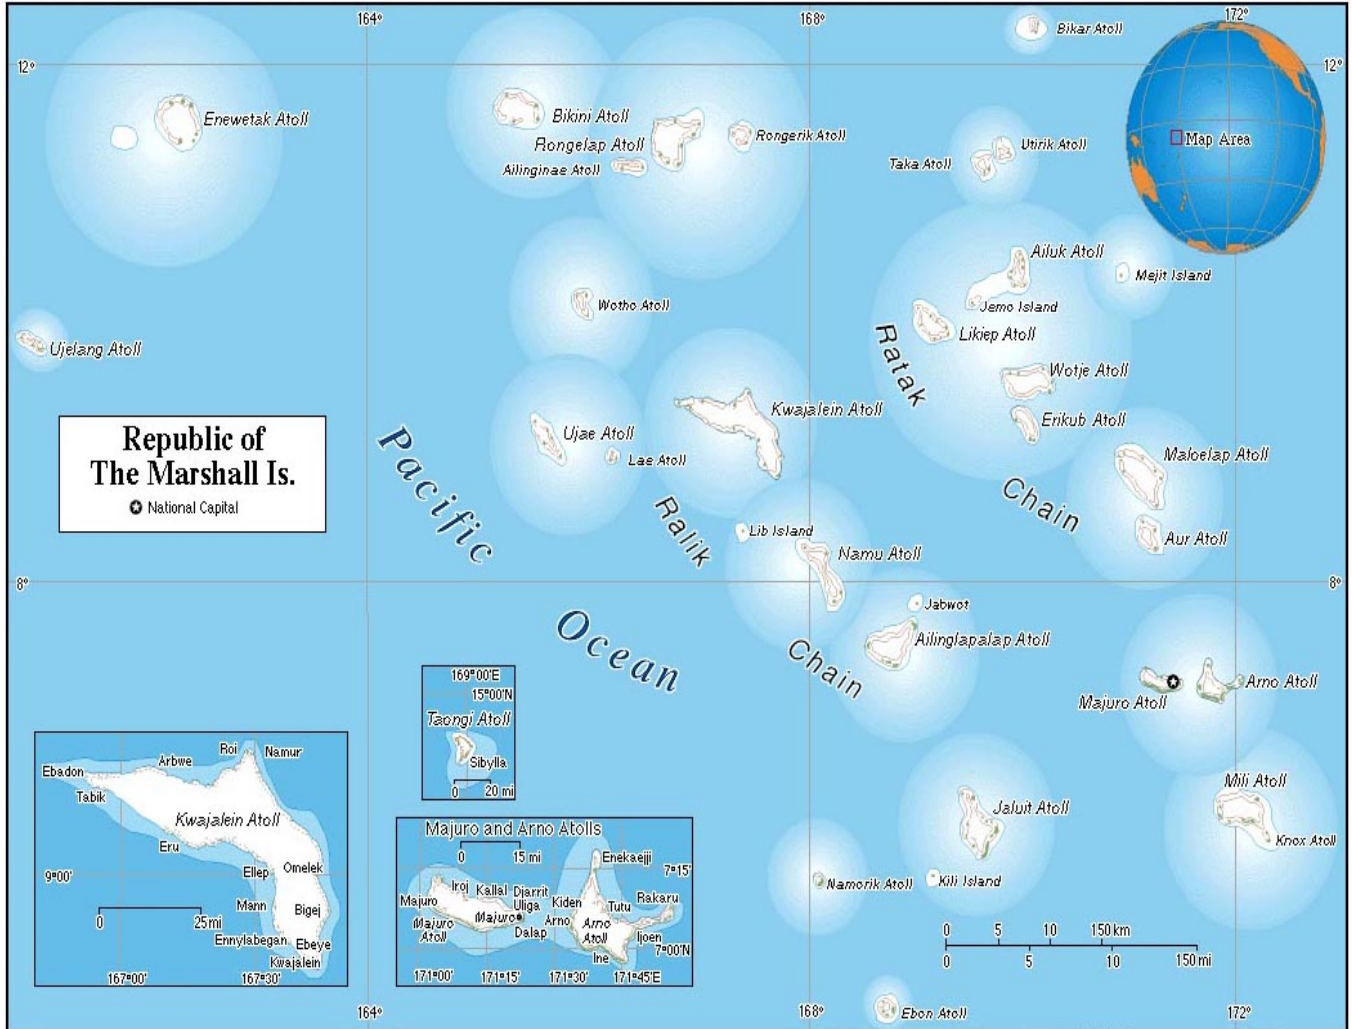 164°
168°
172°
Bikar Atoll
12°
12°
Enewetak Atoll
Bikini Atoll
Rongelap Atoll
Rongerik Atoll
Ailinginae Atoll
Utirik Atoll
Taka Atoll
Map Area
Ailuk Atoll
Mejit Island
Jemo Island
Likiep Atoll
Wotho Atoll
Ujelang Atoll
Wotje Atoll
Erikub Atoll
Ratak
Chain
Kwajalein Atoll
Ujae Atoll
Lae Atoll
Maloelap Atoll
Aur Atoll
Republic of
The Marshall Is.
National Capital
Pacific
Ocean
Ralik
Chain
Lib Island
Namu Atoll
8°
8°
Jabwot
Ailinglapalap Atoll
Majuro Atoll
Arno Atoll
169°00'E
15°00'N
Taongi Atoll
Sibylla
0 20 mi
Mili Atoll
Knox Atoll
Jaluit Atoll
Kili Island
Namorik Atoll
Ebon Atoll
Roi
Namur
Arbwe
Ebadon
Tabik
Kwajalein Atoll
Eru
Ellep
Omelek
9°00'
Mann
Bigej
0 25mi
Ennylabegan
Ebeye
Kwajalein
167°00'
167°30'
Majuro and Arno Atolls
0 15 mi
Enekaejji
7°15'
Iroj
Kallal
Djarrit
Uliga
Majuro
Majuro
Atoll
Majuro
Dalap
Kiden
Arno
Tutu
Rakaru
Arno
Atoll
Ijoen
Ine
7°00'N
171°00'
171°15'
171°30'
171°45'E
0 5 10 150 km
0 5 10 150 mi
164°
168°
172°